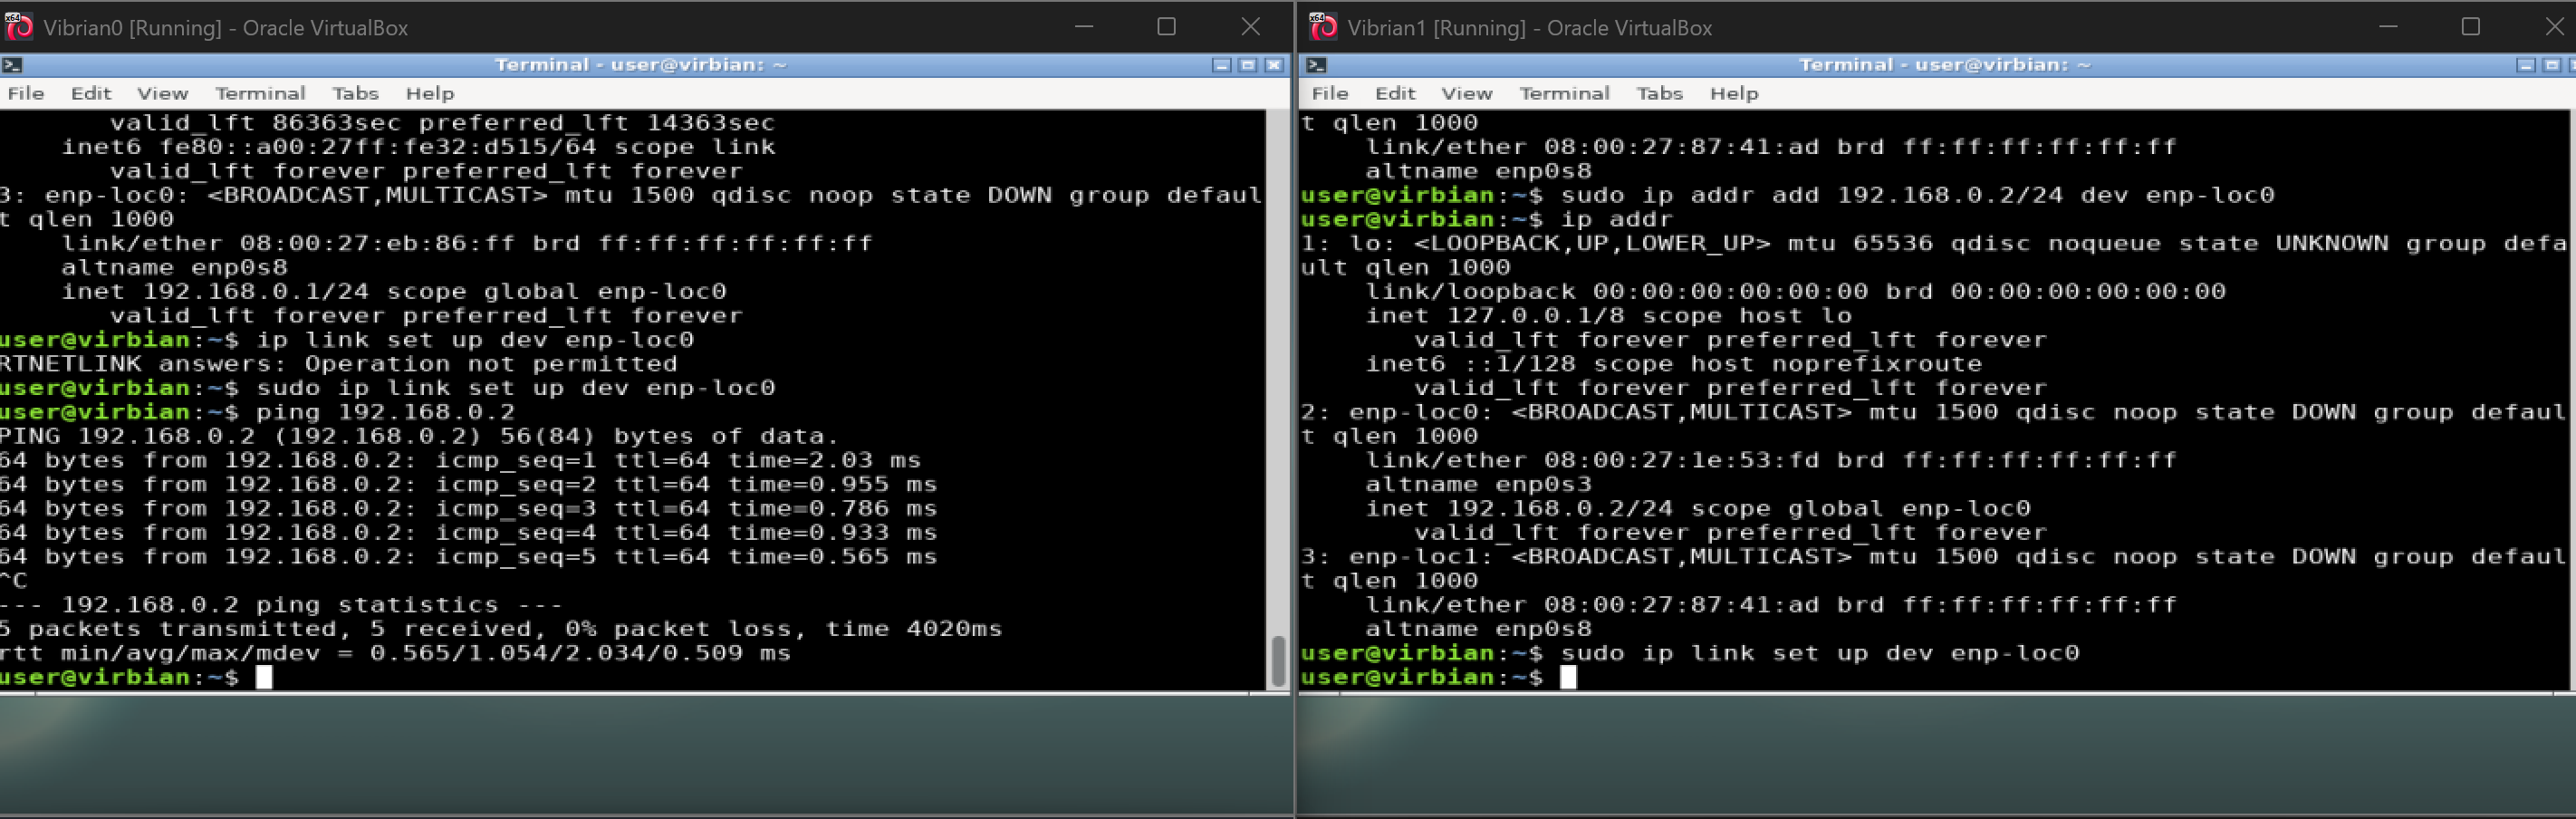 Vibrian0 [Running] - Oracle VirtualBox
Terminal - user@virbian: ~
File Edit View Terminal Tabs Help
valid_lft 86363sec preferred_lft 14363sec
inet6 fe80::a00:27ff:fe32:d515/64 scope link
valid_lft forever preferred_lft forever
3: enp-loc0: <BROADCAST,MULTICAST> mtu 1500 qdisc noop state DOWN group defaul
t qlen 1000
link/ether 08:00:27:eb:86:ff brd ff:ff:ff:ff:ff:ff
altname enp0s8
inet 192.168.0.1/24 scope global enp-loc0
valid_lft forever preferred_lft forever
user@virbian:~$ ip link set up dev enp-loc0
RTNETLINK answers: Operation not permitted
user@virbian:~$ sudo ip link set up dev enp-loc0
user@virbian:~$ ping 192.168.0.2
PING 192.168.0.2 (192.168.0.2) 56(84) bytes of data.
64 bytes from 192.168.0.2: icmp_seq=1 ttl=64 time=2.03 ms
64 bytes from 192.168.0.2: icmp_seq=2 ttl=64 time=0.955 ms
64 bytes from 192.168.0.2: icmp_seq=3 ttl=64 time=0.786 ms
64 bytes from 192.168.0.2: icmp_seq=4 ttl=64 time=0.933 ms
64 bytes from 192.168.0.2: icmp_seq=5 ttl=64 time=0.565 ms
^C
--- 192.168.0.2 ping statistics ---
5 packets transmitted, 5 received, 0% packet loss, time 4020ms
rtt min/avg/max/mdev = 0.565/1.054/2.034/0.509 ms
user@virbian:~$
Vibrian1 [Running] - Oracle VirtualBox
Terminal - user@virbian: ~
File Edit View Terminal Tabs Help
t qlen 1000
link/ether 08:00:27:87:41:ad brd ff:ff:ff:ff:ff:ff
altname enp0s8
user@virbian:~$ sudo ip addr add 192.168.0.2/24 dev enp-loc0
user@virbian:~$ ip addr
1: lo: <LOOPBACK,UP,LOWER_UP> mtu 65536 qdisc noqueue state UNKNOWN group defa
ult qlen 1000
link/loopback 00:00:00:00:00:00 brd 00:00:00:00:00:00
inet 127.0.0.1/8 scope host lo
valid_lft forever preferred_lft forever
inet6 ::1/128 scope host noprefixroute
valid_lft forever preferred_lft forever
2: enp-loc0: <BROADCAST,MULTICAST> mtu 1500 qdisc noop state DOWN group defaul
t qlen 1000
link/ether 08:00:27:1e:53:fd brd ff:ff:ff:ff:ff:ff
altname enp0s3
inet 192.168.0.2/24 scope global enp-loc0
valid_lft forever preferred_lft forever
3: enp-loc1: <BROADCAST,MULTICAST> mtu 1500 qdisc noop state DOWN group defaul
t qlen 1000
link/ether 08:00:27:87:41:ad brd ff:ff:ff:ff:ff:ff
altname enp0s8
user@virbian:~$ sudo ip link set up dev enp-loc0
user@virbian:~$